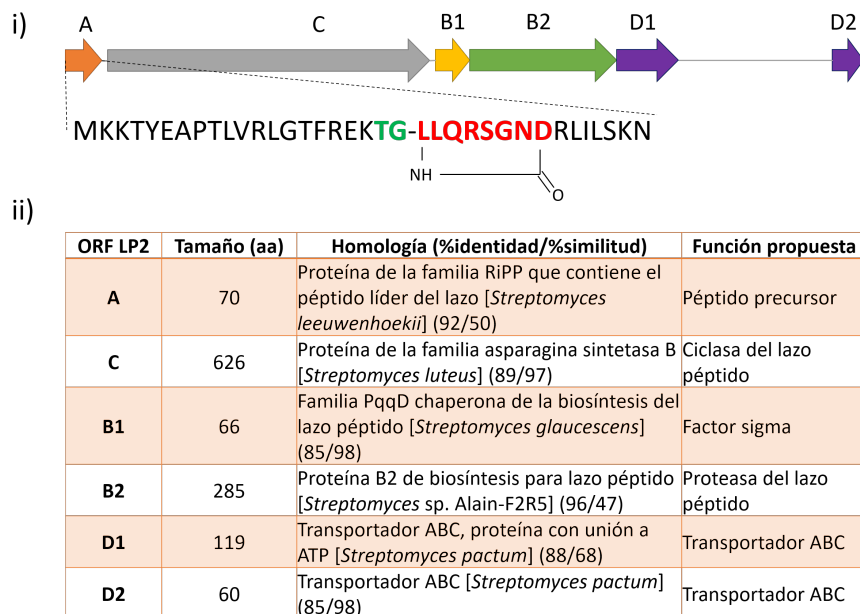 i)
A C B1 B2 D1 D2
MKKTYEAPTLVRLGTFREKTG-LLQRSGNDRLILSKN
NH
O
ii)
ORF LP2 Tamaño (aa) Homología (%identidad/%similitud) Función propuesta
A 70 Proteína de la familia RiPP que contiene el péptido líder del lazo [Streptomyces leeuwenhoekii] (92/50) Péptido precursor
C 626 Proteína de la familia asparagina sintetasa B [Streptomyces luteus] (89/97) Ciclasa del lazo péptido
B1 66 Familia PqqD chaperona de la biosíntesis del lazo péptido [Streptomyces glaucescens] (85/98) Factor sigma
B2 285 Proteína B2 de biosíntesis para lazo péptido [Streptomyces sp. Alain-F2R5] (96/47) Proteasa del lazo péptido
D1 119 Transportador ABC, proteína con unión a ATP [Streptomyces pactum] (88/68) Transportador ABC
D2 60 Transportador ABC [Streptomyces pactum] (85/98) Transportador ABC